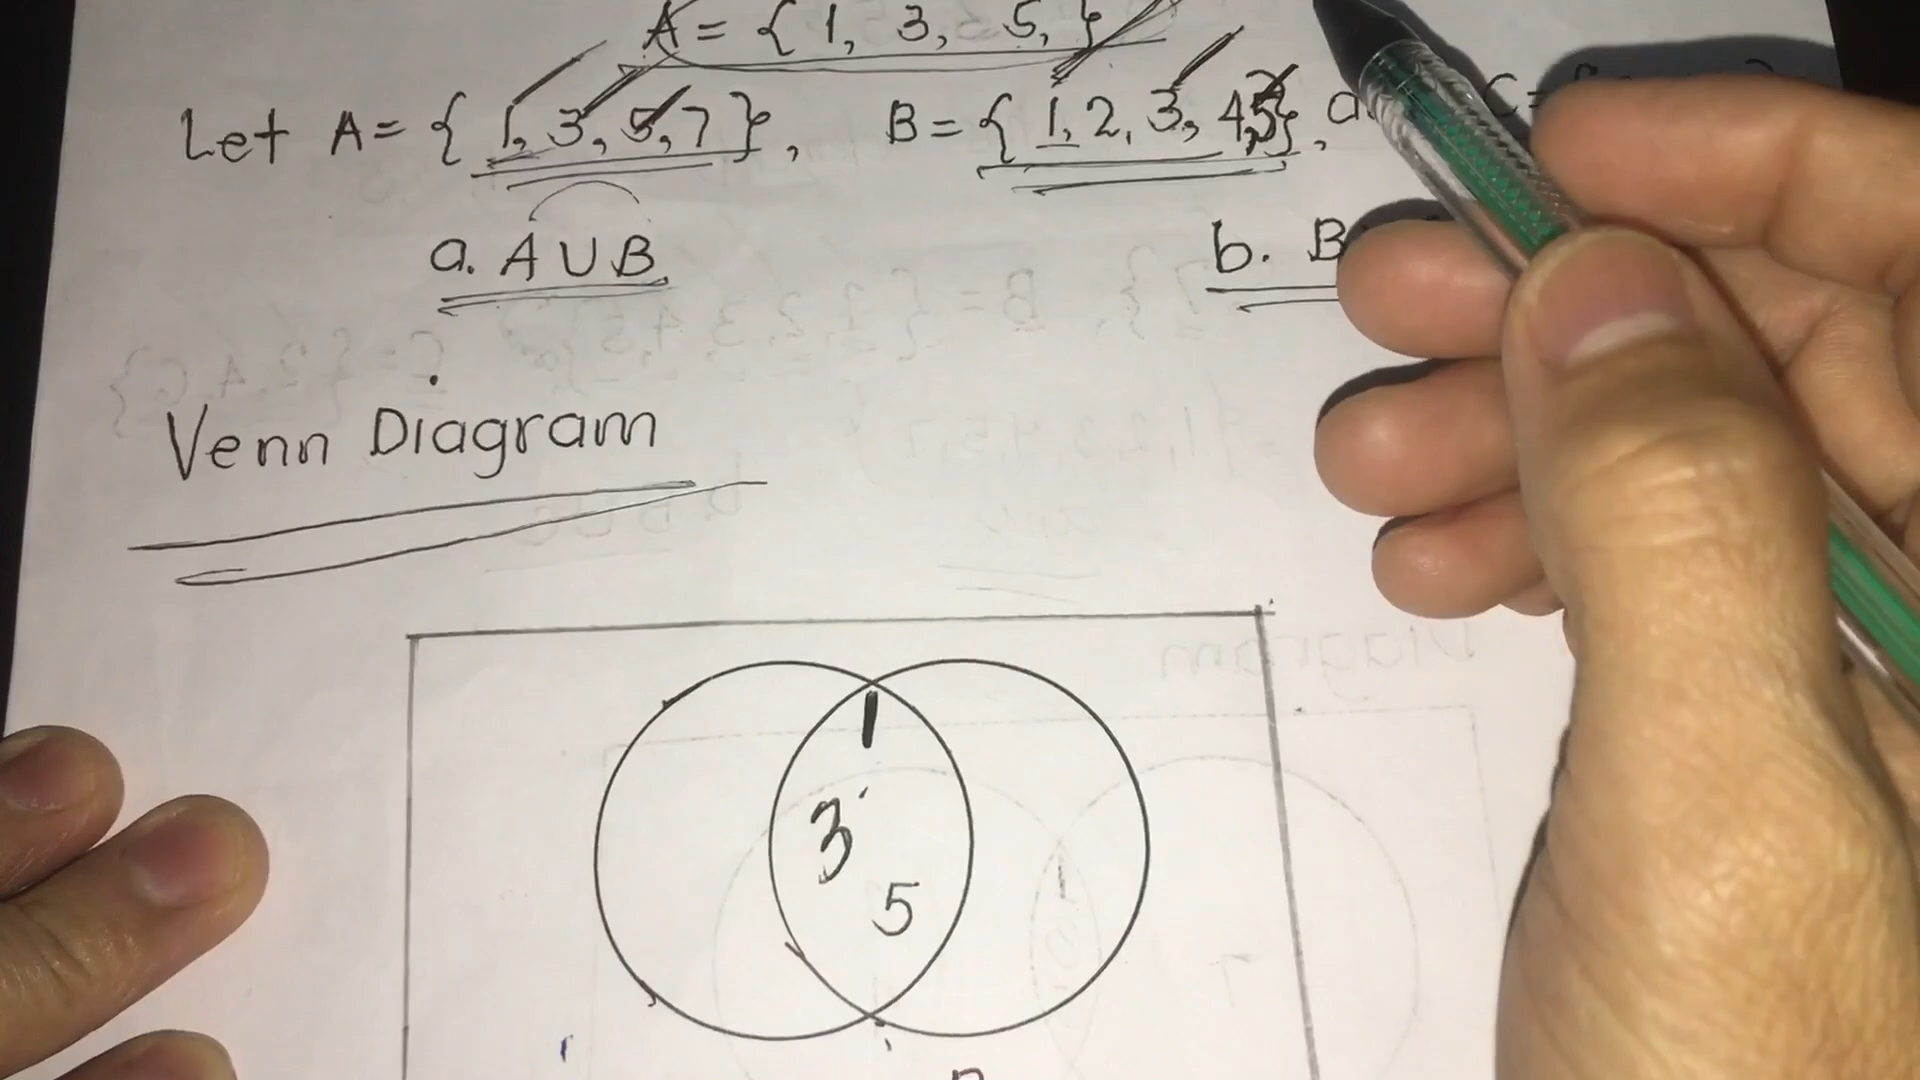 A = {1, 3, 5, }
Let A = {1, 3, 5, 7}, B = {1, 2, 3, 4, 5}, a C =
a. A ∪ B b. B
Venn Diagram
1
3
5